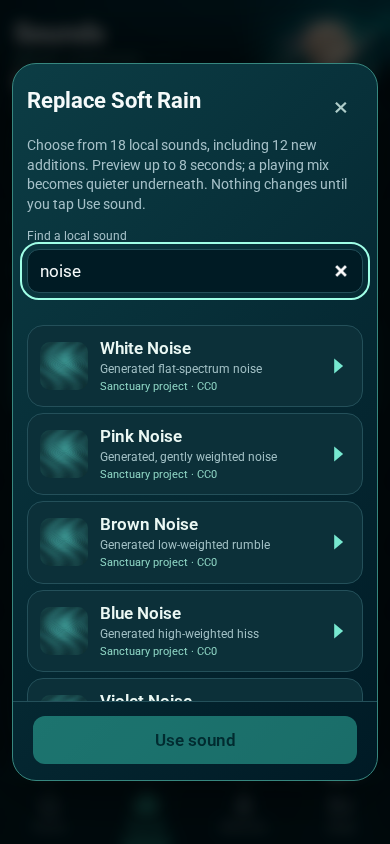 Sounds
Replace Soft Rain
Choose from 18 local sounds, including 12 new
additions. Preview up to 8 seconds; a playing mix
becomes quieter underneath. Nothing changes until
you tap Use sound.
Find a local sound
noise
White Noise
Generated flat-spectrum noise
Sanctuary project · CC0
Pink Noise
Generated, gently weighted noise
Sanctuary project · CC0
Brown Noise
Generated low-weighted rumble
Sanctuary project · CC0
Blue Noise
Generated high-weighted hiss
Sanctuary project · CC0
Violet Noise
Use sound